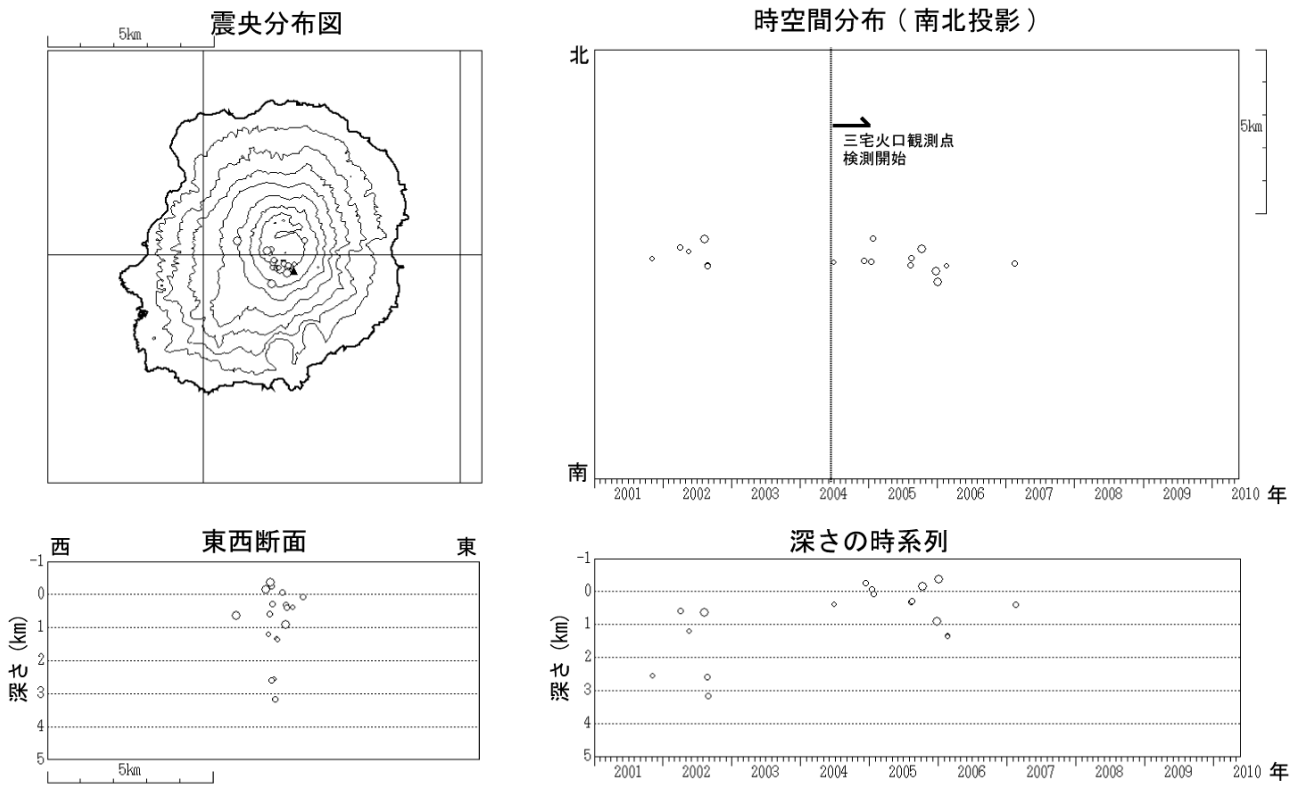 震央分布図
5km
時空間分布（南北投影）
北
5km
三宅火口観測点
検測開始
南
2001 2002 2003 2004 2005 2006 2007 2008 2009 2010 年
東西断面
西 東
-1
0
1
2
3
4
5
深さ (km)
5km
深さの時系列
-1
0
1
2
3
4
5
深さ (km)
2001 2002 2003 2004 2005 2006 2007 2008 2009 2010 年